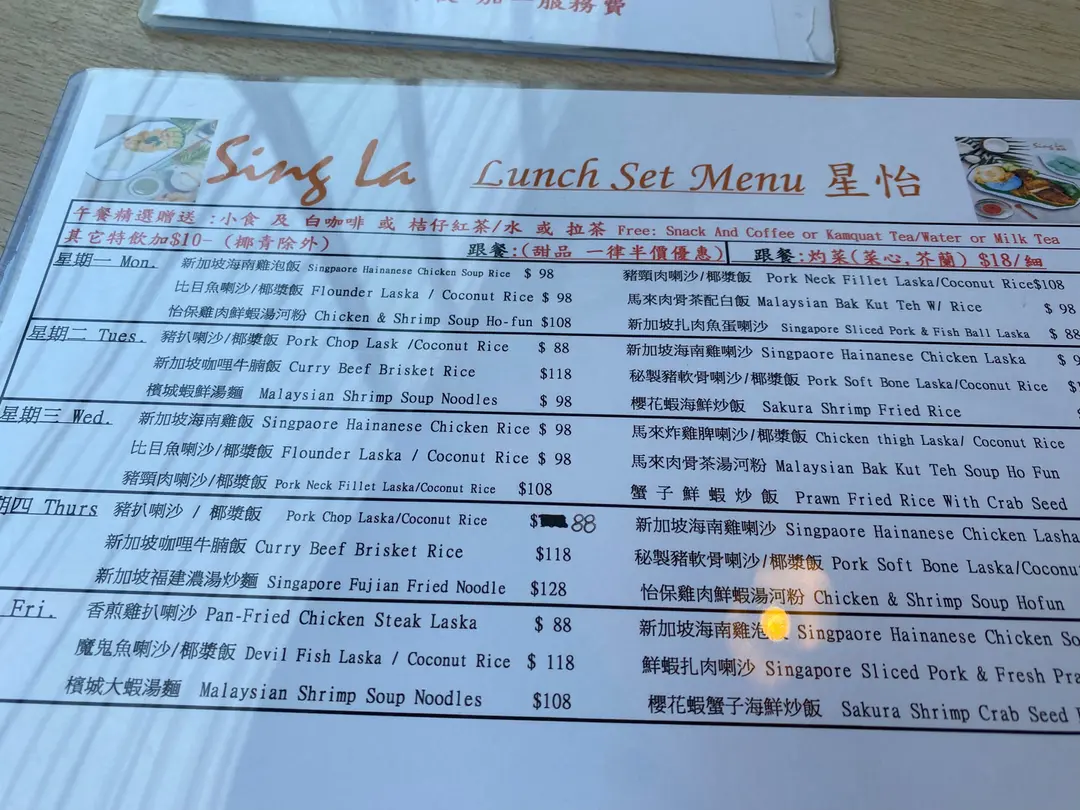 加一服務費
Sing La Lunch Set Menu 星怡
午餐精選贈送 :小食 及 白咖啡 或 桔仔紅茶/水 或 拉茶 Free: Snack And Coffee or Kamquat Tea/Water or Milk Tea
其它特飲加$10- (椰青除外) 跟餐:(甜品 一律半價優惠) 跟餐:灼菜(菜心,芥蘭) $18/細
星期一 Mon. 新加坡海南雞泡飯 Singpaore Hainanese Chicken Soup Rice $ 98 豬頸肉喇沙/椰漿飯 Pork Neck Fillet Laska/Coconut Rice$108
比目魚喇沙/椰漿飯 Flounder Laska / Coconut Rice $ 98 馬來肉骨茶配白飯 Malaysian Bak Kut Teh W/ Rice $ 98
怡保雞肉鮮蝦湯河粉 Chicken & Shrimp Soup Ho-fun $108 新加坡扎肉魚蛋喇沙 Singapore Sliced Pork & Fish Ball Laska $ 88
星期二 Tues. 豬扒喇沙/椰漿飯 Pork Chop Lask /Coconut Rice $ 88 新加坡海南雞喇沙 Singpaore Hainanese Chicken Laska $
新加坡咖哩牛腩飯 Curry Beef Brisket Rice $118 秘製豬軟骨喇沙/椰漿飯 Pork Soft Bone Laska/Coconut Rice
檳城蝦鮮湯麵 Malaysian Shrimp Soup Noodles $ 98 櫻花蝦海鮮炒飯 Sakura Shrimp Fried Rice
星期三 Wed. 新加坡海南雞飯 Singpaore Hainanese Chicken Rice $ 98 馬來炸雞脾喇沙/椰漿飯 Chicken thigh Laska/ Coconut Rice
比目魚喇沙/椰漿飯 Flounder Laska / Coconut Rice $ 98 馬來肉骨茶湯河粉 Malaysian Bak Kut Teh Soup Ho Fun
豬頸肉喇沙/椰漿飯 Pork Neck Fillet Laska/Coconut Rice $108 蟹子鮮蝦炒飯 Prawn Fried Rice With Crab Seed
期四 Thurs 豬扒喇沙 / 椰漿飯 Pork Chop Laska/Coconut Rice $ 88 新加坡海南雞喇沙 Singpaore Hainanese Chicken Lasha
新加坡咖哩牛腩飯 Curry Beef Brisket Rice $118 秘製豬軟骨喇沙/椰漿飯 Pork Soft Bone Laska/Coconu
新加坡福建濃湯炒麵 Singapore Fujian Fried Noodle $128 怡保雞肉鮮蝦湯河粉 Chicken & Shrimp Soup Hofun
Fri. 香煎雞扒喇沙 Pan-Fried Chicken Steak Laska $ 88 新加坡海南雞泡 Singpaore Hainanese Chicken So
魔鬼魚喇沙/椰漿飯 Devil Fish Laska / Coconut Rice $ 118 鮮蝦扎肉喇沙 Singapore Sliced Pork & Fresh Pra
檳城大蝦湯麵 Malaysian Shrimp Soup Noodles $108 櫻花蝦蟹子海鮮炒飯 Sakura Shrimp Crab Seed